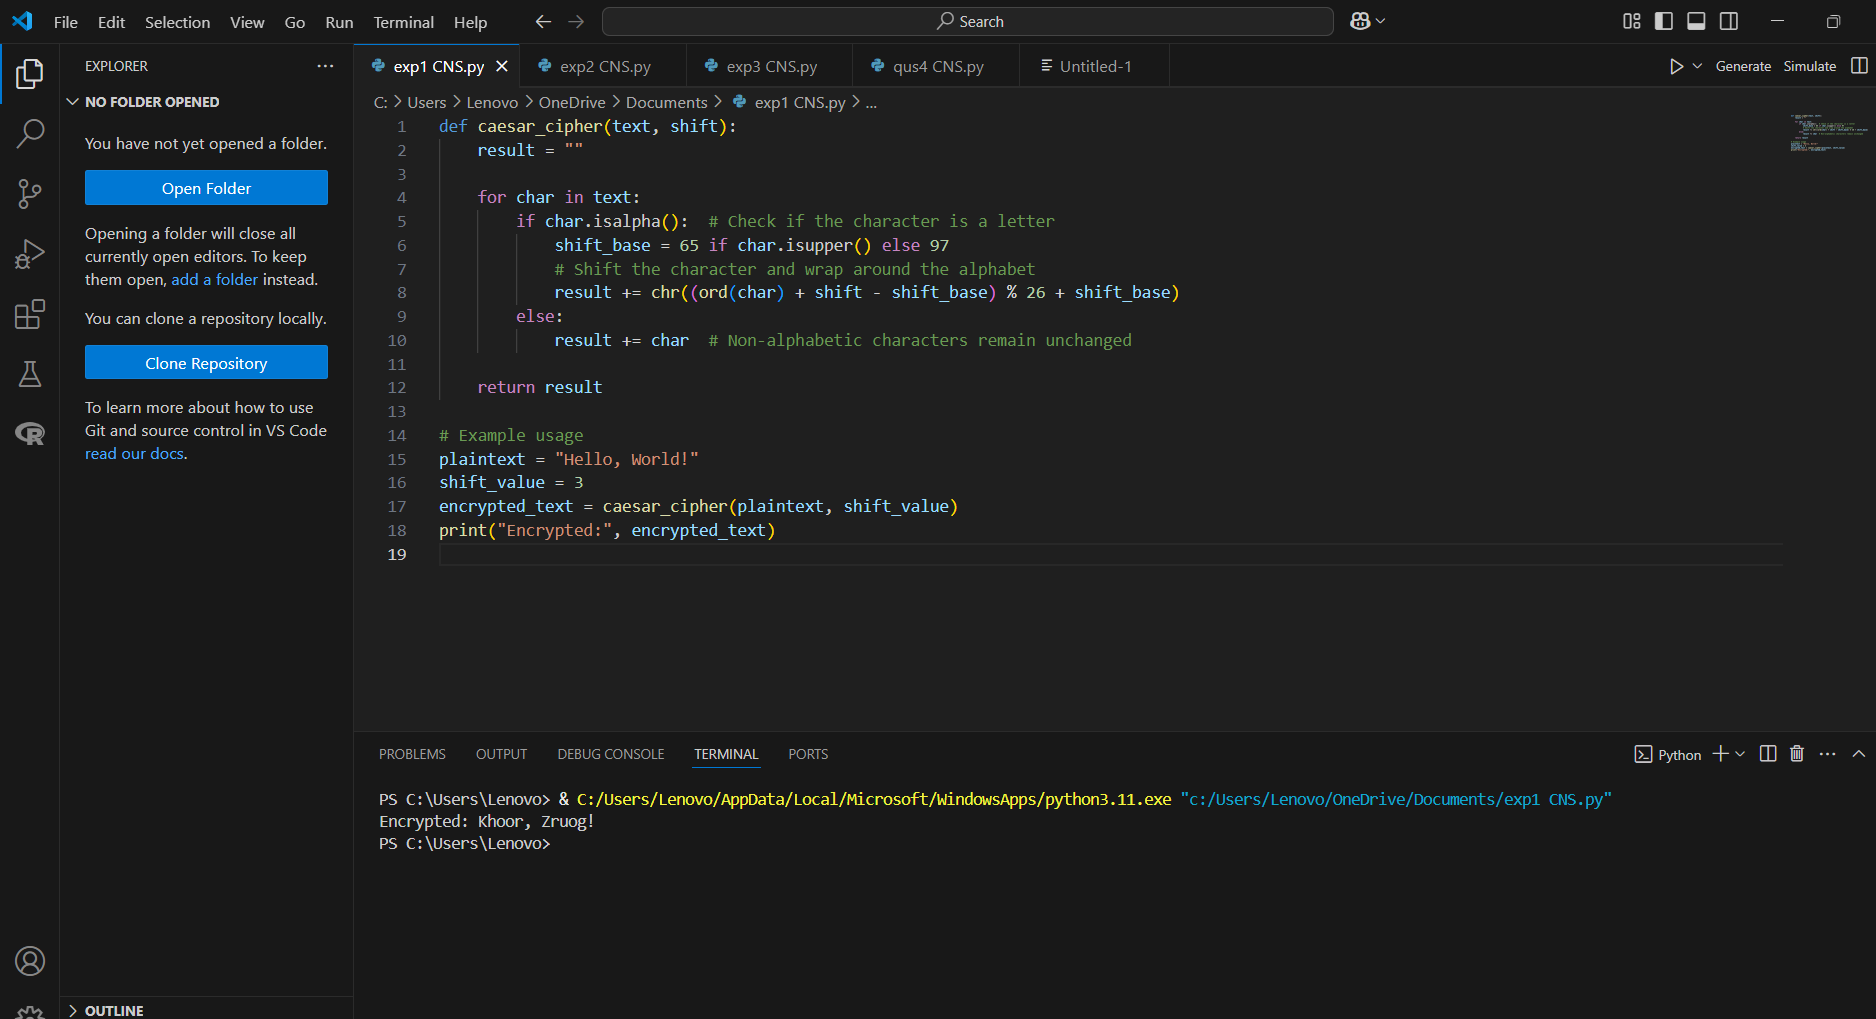 File Edit Selection View Go Run Terminal Help
Search
EXPLORER
NO FOLDER OPENED
You have not yet opened a folder.
Open Folder
Opening a folder will close all
currently open editors. To keep
them open, add a folder instead.
You can clone a repository locally.
Clone Repository
To learn more about how to use
Git and source control in VS Code
read our docs.
OUTLINE
exp1 CNS.py exp2 CNS.py exp3 CNS.py qus4 CNS.py Untitled-1
Generate Simulate
C: > Users > Lenovo > OneDrive > Documents > exp1 CNS.py > ...
1 def caesar_cipher(text, shift):
2     result = ""
3
4     for char in text:
5         if char.isalpha():  # Check if the character is a letter
6             shift_base = 65 if char.isupper() else 97
7             # Shift the character and wrap around the alphabet
8             result += chr((ord(char) + shift - shift_base) % 26 + shift_base)
9         else:
10             result += char  # Non-alphabetic characters remain unchanged
11
12     return result
13
14 # Example usage
15 plaintext = "Hello, World!"
16 shift_value = 3
17 encrypted_text = caesar_cipher(plaintext, shift_value)
18 print("Encrypted:", encrypted_text)
19
PROBLEMS OUTPUT DEBUG CONSOLE TERMINAL PORTS
Python
PS C:\Users\Lenovo> & C:/Users/Lenovo/AppData/Local/Microsoft/WindowsApps/python3.11.exe "c:/Users/Lenovo/OneDrive/Documents/exp1 CNS.py"
Encrypted: Khoor, Zruog!
PS C:\Users\Lenovo>